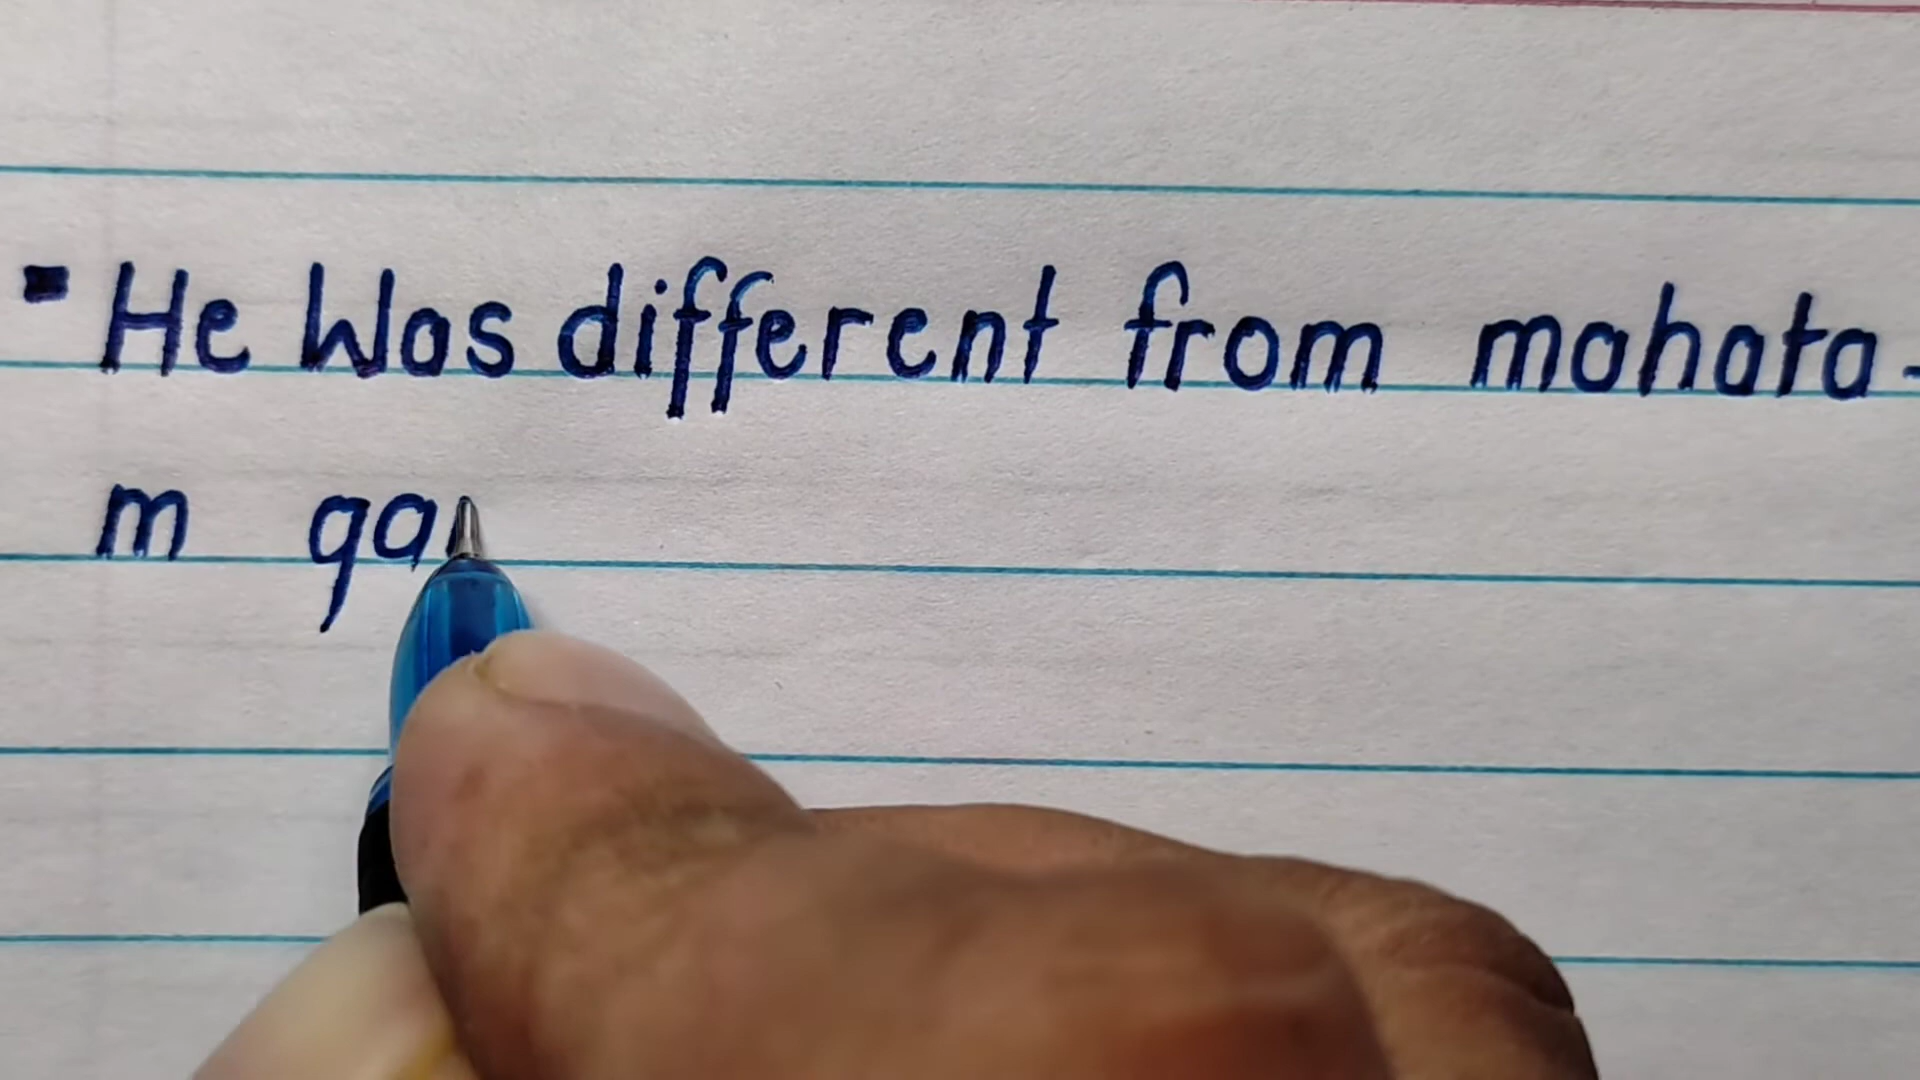 He Was different from mahata-
m ga